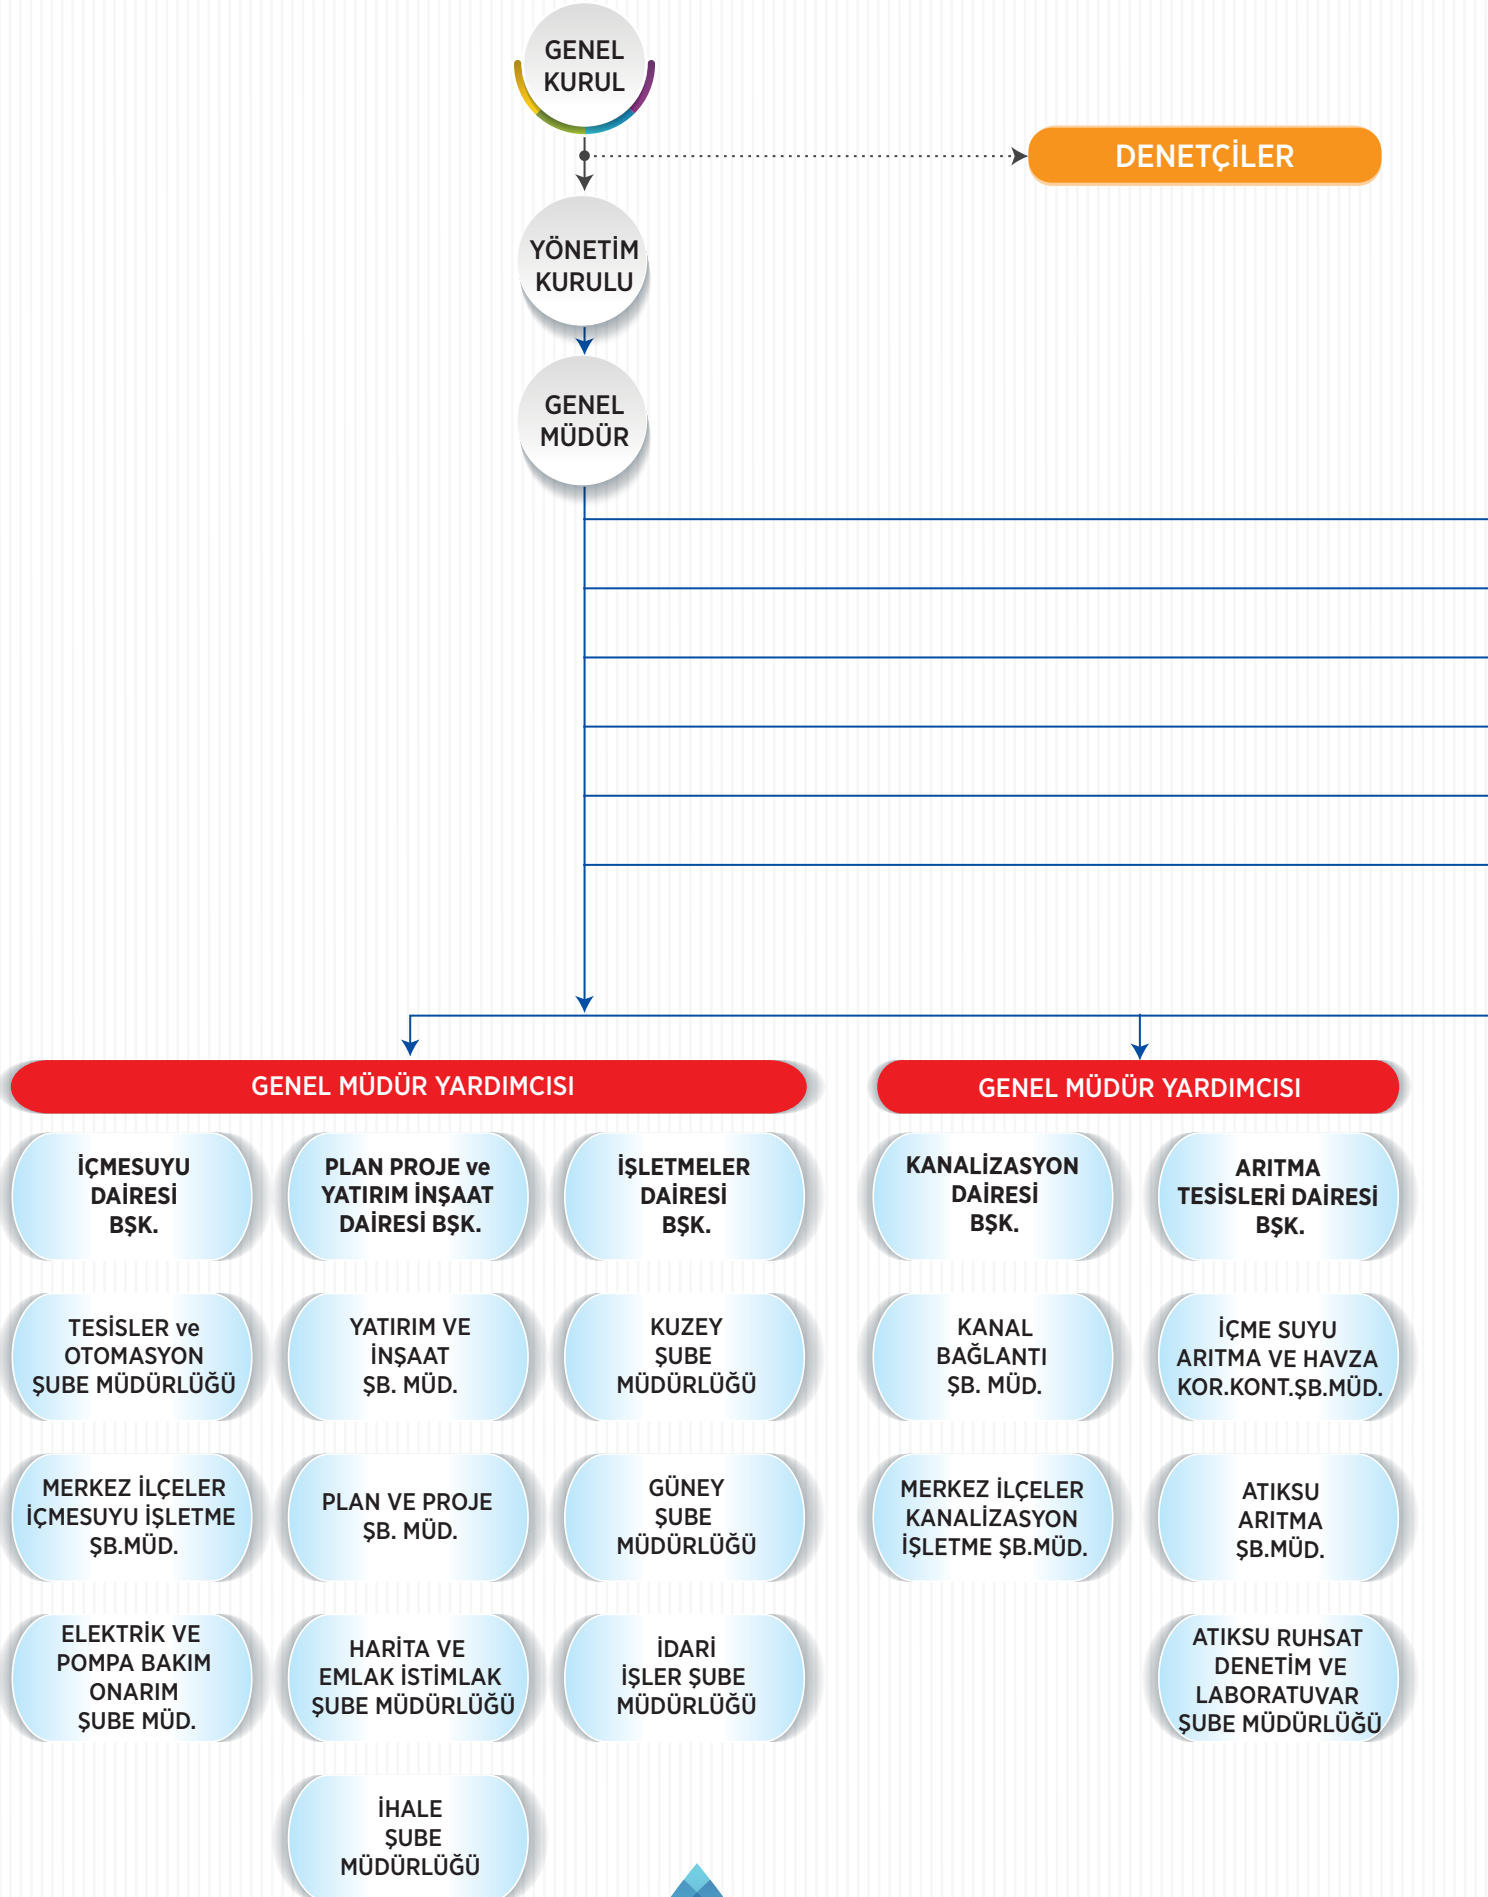 GENEL
KURUL
DENETÇİLER
YÖNETİM
KURULU
GENEL
MÜDÜR
GENEL MÜDÜR YARDIMCISI
İÇMESUYU
DAİRESİ
BŞK.
PLAN PROJE ve
YATIRIM İNŞAAT
DAİRESİ BŞK.
İŞLETMELER
DAİRESİ
BŞK.
TESİSLER ve
OTOMASYON
ŞUBE MÜDÜRLÜĞÜ
YATIRIM VE
İNŞAAT
ŞB. MÜD.
KUZEY
ŞUBE
MÜDÜRLÜĞÜ
MERKEZ İLÇELER
İÇMESUYU İŞLETME
ŞB.MÜD.
PLAN VE PROJE
ŞB. MÜD.
GÜNEY
ŞUBE
MÜDÜRLÜĞÜ
ELEKTRİK VE
POMPA BAKIM
ONARIM
ŞUBE MÜD.
HARİTA VE
EMLAK İSTİMLAK
ŞUBE MÜDÜRLÜĞÜ
İDARİ
İŞLER ŞUBE
MÜDÜRLÜĞÜ
İHALE
ŞUBE
MÜDÜRLÜĞÜ
GENEL MÜDÜR YARDIMCISI
KANALİZASYON
DAİRESİ
BŞK.
ARITMA
TESİSLERİ DAİRESİ
BŞK.
KANAL
BAĞLANTI
ŞB. MÜD.
İÇME SUYU
ARITMA VE HAVZA
KOR.KONT.ŞB.MÜD.
MERKEZ İLÇELER
KANALİZASYON
İŞLETME ŞB.MÜD.
ATIKSU
ARITMA
ŞB.MÜD.
ATIKSU RUHSAT
DENETİM VE
LABORATUVAR
ŞUBE MÜDÜRLÜĞÜ